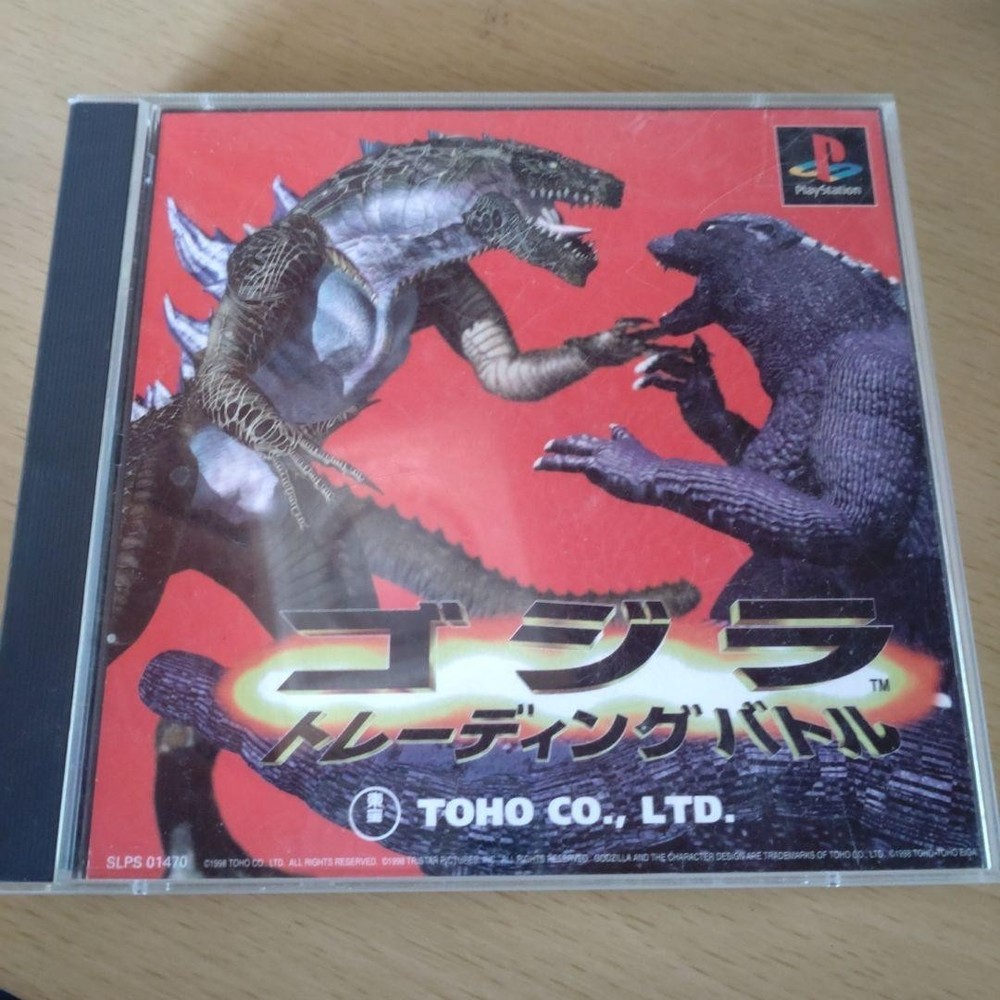 PlayStation
ゴジラ
TM
トレーディングバトル
東宝 TOHO CO., LTD.
SLPS 01470 ©1998 TOHO CO., LTD. ALL RIGHTS RESERVED. ©1998 TRISTAR PICTURES, INC. ALL RIGHTS RESERVED. GODZILLA AND THE CHARACTER DESIGN ARE TRADEMARKS OF TOHO CO., LTD. ©1998 TOHO・TOHO EIGA